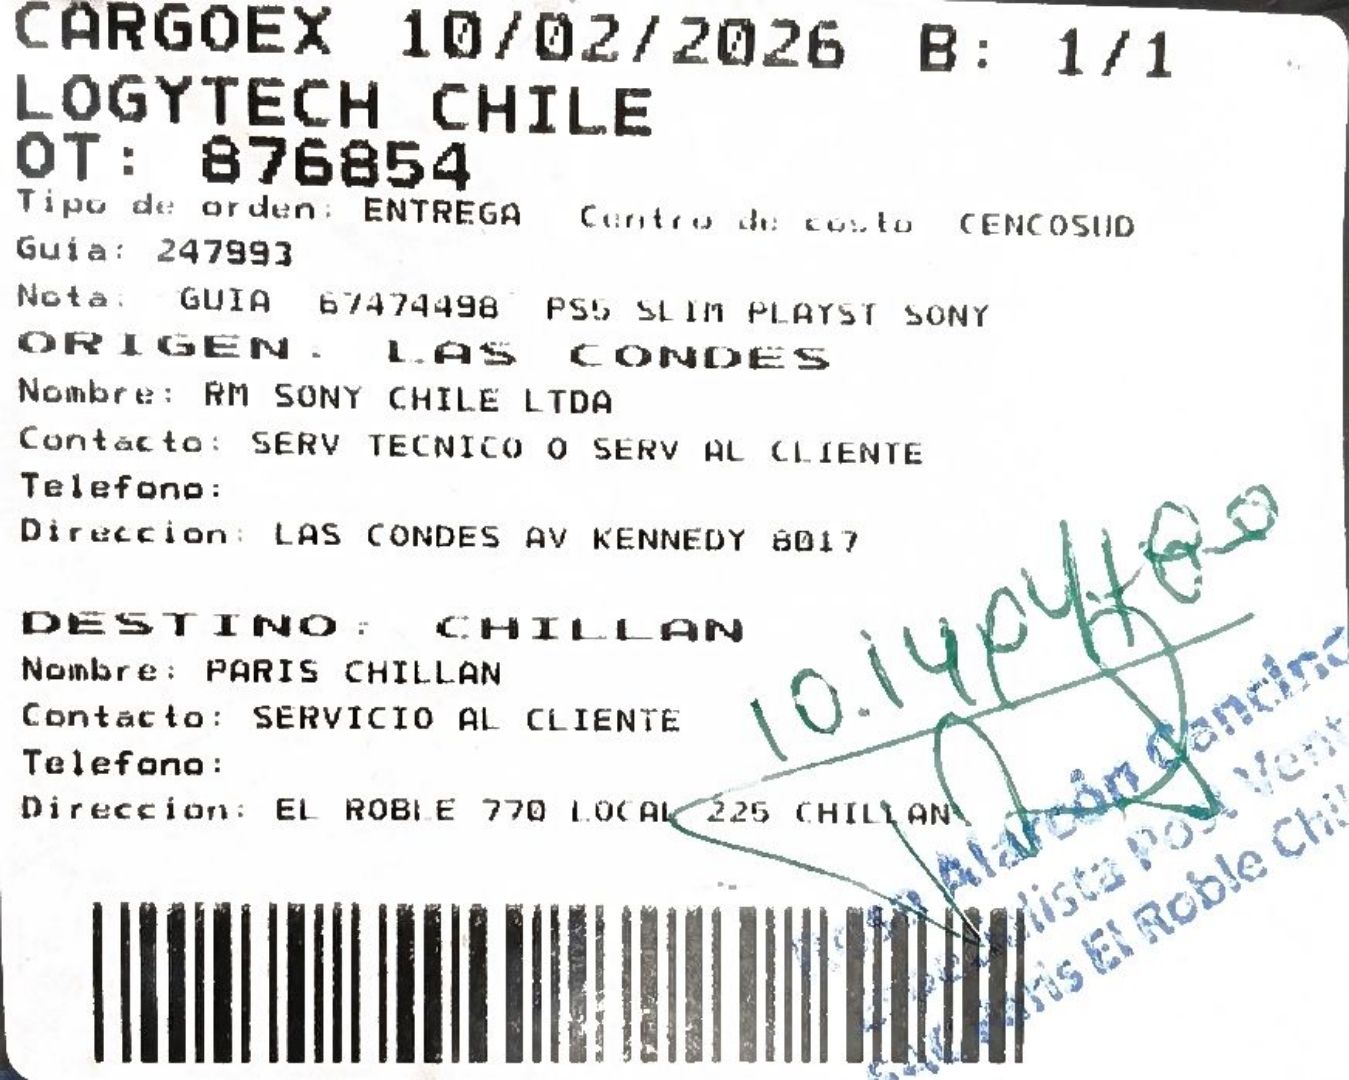 CARGOEX 10/02/2026 B: 1/1
LOGYTECH CHILE
OT: 876854
Tipo de orden: ENTREGA Centro de costo CENCOSUD
Guia: 247993
Nota: GUIA 67474498 PS5 SLIM PLAYST SONY
ORIGEN: LAS CONDES
Nombre: RM SONY CHILE LTDA
Contacto: SERV TECNICO O SERV AL CLIENTE
Telefono:
Direccion: LAS CONDES AV KENNEDY 8017
DESTINO: CHILLAN
Nombre: PARIS CHILLAN
Contacto: SERVICIO AL CLIENTE
Telefono:
Direccion: EL ROBLE 770 LOCAL 225 CHILLAN
Alarcón Cancino
Post Vent
Paris El Roble Chil